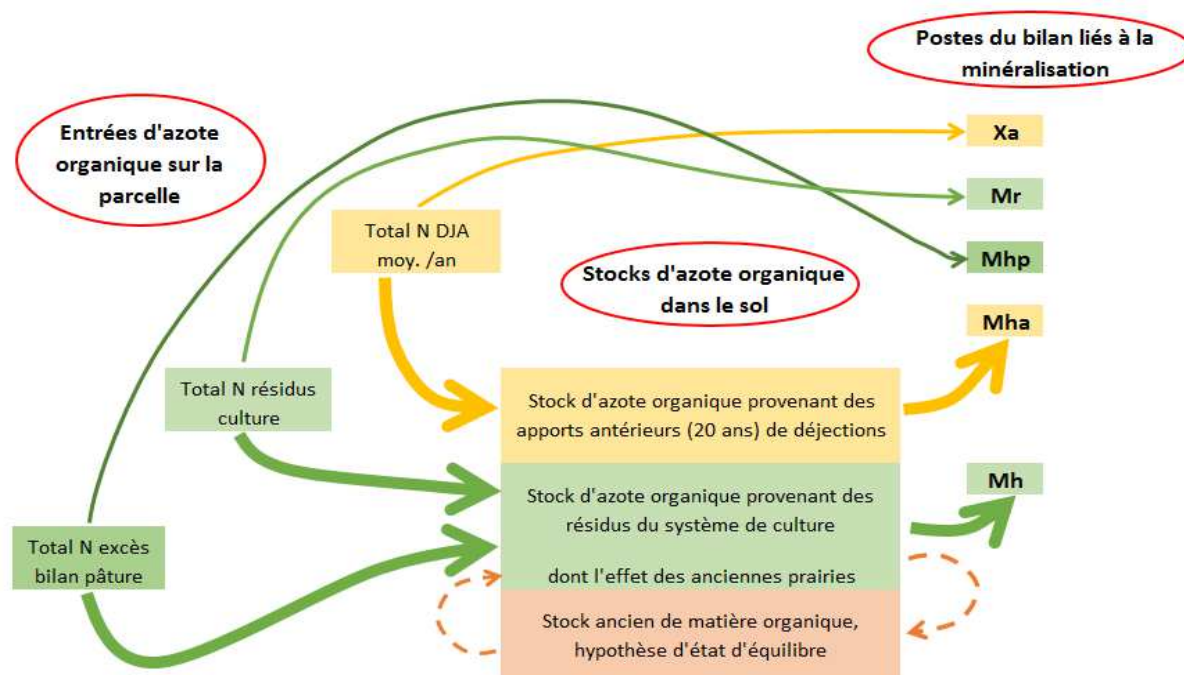 Postes du bilan liés à la
minéralisation
Entrées d'azote
organique sur la
parcelle
Xa
Mr
Total N DJA
moy. /an
Mhp
Stocks d'azote organique
dans le sol
Mha
Total N résidus
culture
Stock d'azote organique provenant des
apports antérieurs (20 ans) de déjections
Mh
Stock d'azote organique provenant des
résidus du système de culture
dont l'effet des anciennes prairies
Total N excès
bilan pâture
Stock ancien de matière organique,
hypothèse d'état d'équilibre